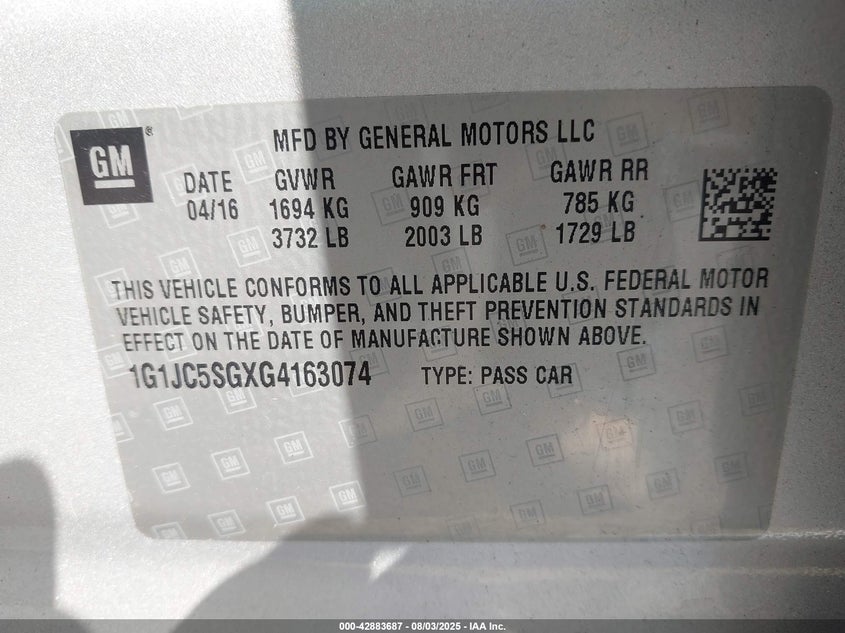 GM
MFD BY GENERAL MOTORS LLC
DATE GVWR GAWR FRT GAWR RR
04/16 1694 KG 909 KG 785 KG
3732 LB 2003 LB 1729 LB
THIS VEHICLE CONFORMS TO ALL APPLICABLE U.S. FEDERAL MOTOR
VEHICLE SAFETY, BUMPER, AND THEFT PREVENTION STANDARDS IN
EFFECT ON THE DATE OF MANUFACTURE SHOWN ABOVE.
1G1JC5SGXG4163074 TYPE: PASS CAR
000-42883687 - 08/03/2025 - IAA Inc.